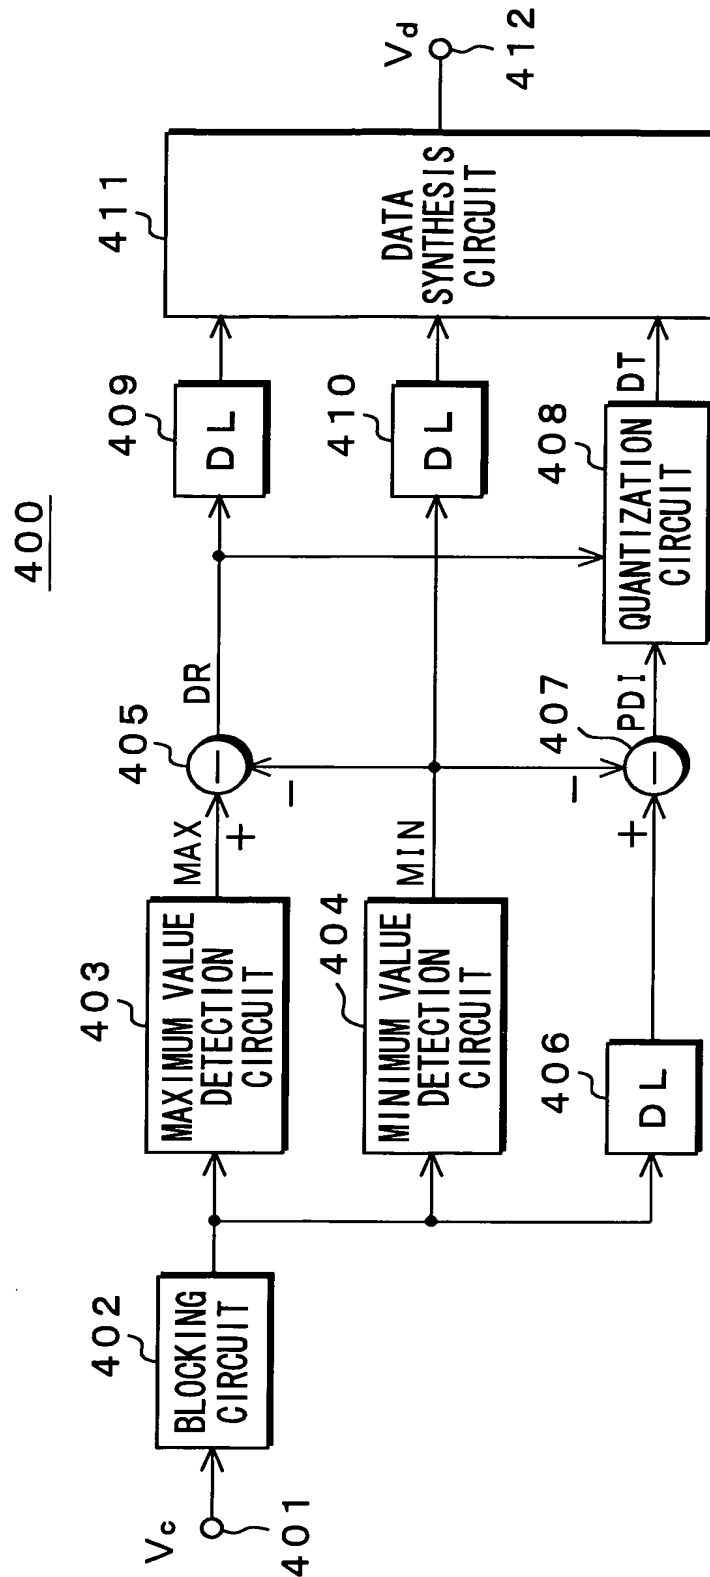 400
Vc
401
402
BLOCKING
CIRCUIT
403
MAXIMUM VALUE
DETECTION
CIRCUIT
MAX
+
−
405
−
DR
409
DL
411
DATA
SYNTHESIS
CIRCUIT
Vd
412
404
MINIMUM VALUE
DETECTION
CIRCUIT
MIN
410
DL
406
DL
+
−
407
−
PDI
408
QUANTIZATION
CIRCUIT
DT